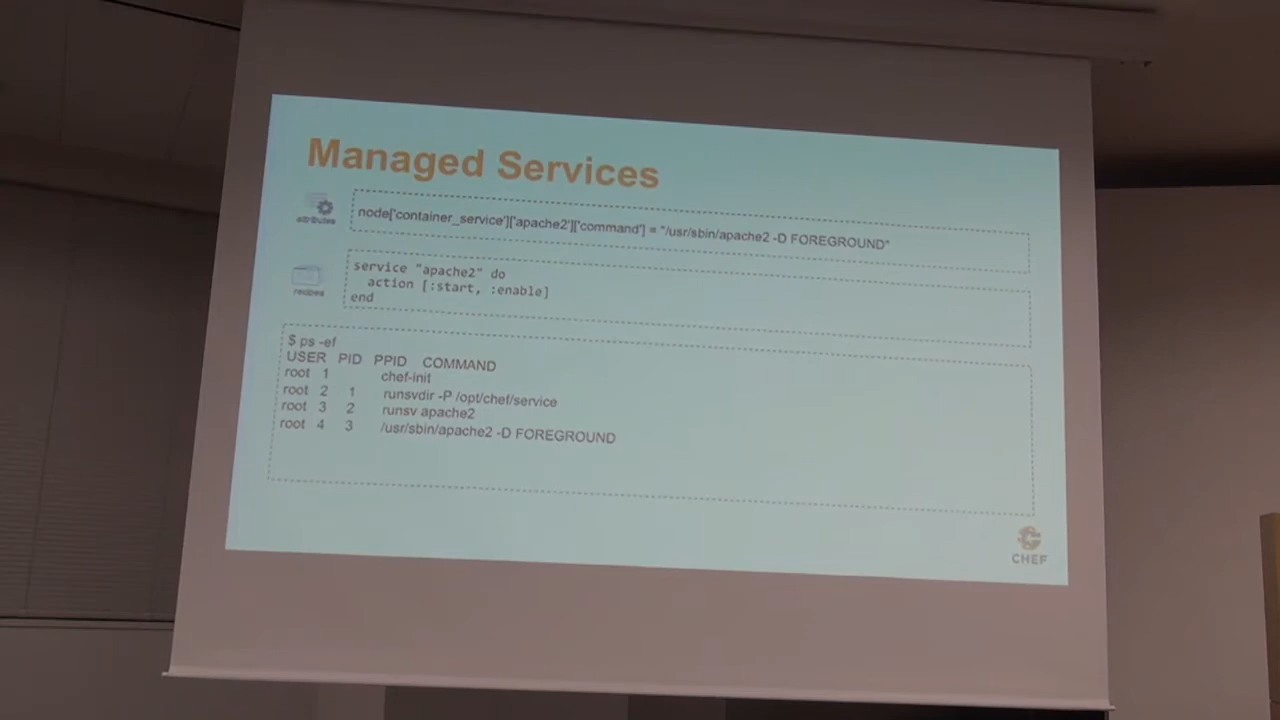 Managed Services
attributes
node['container_service']['apache2']['command'] = "/usr/sbin/apache2 -D FOREGROUND"
recipes
service "apache2" do
action [:start, :enable]
end
$ ps -ef
USER PID PPID COMMAND
root 1 chef-init
root 2 1 runsvdir -P /opt/chef/service
root 3 2 runsv apache2
root 4 3 /usr/sbin/apache2 -D FOREGROUND
CHEF